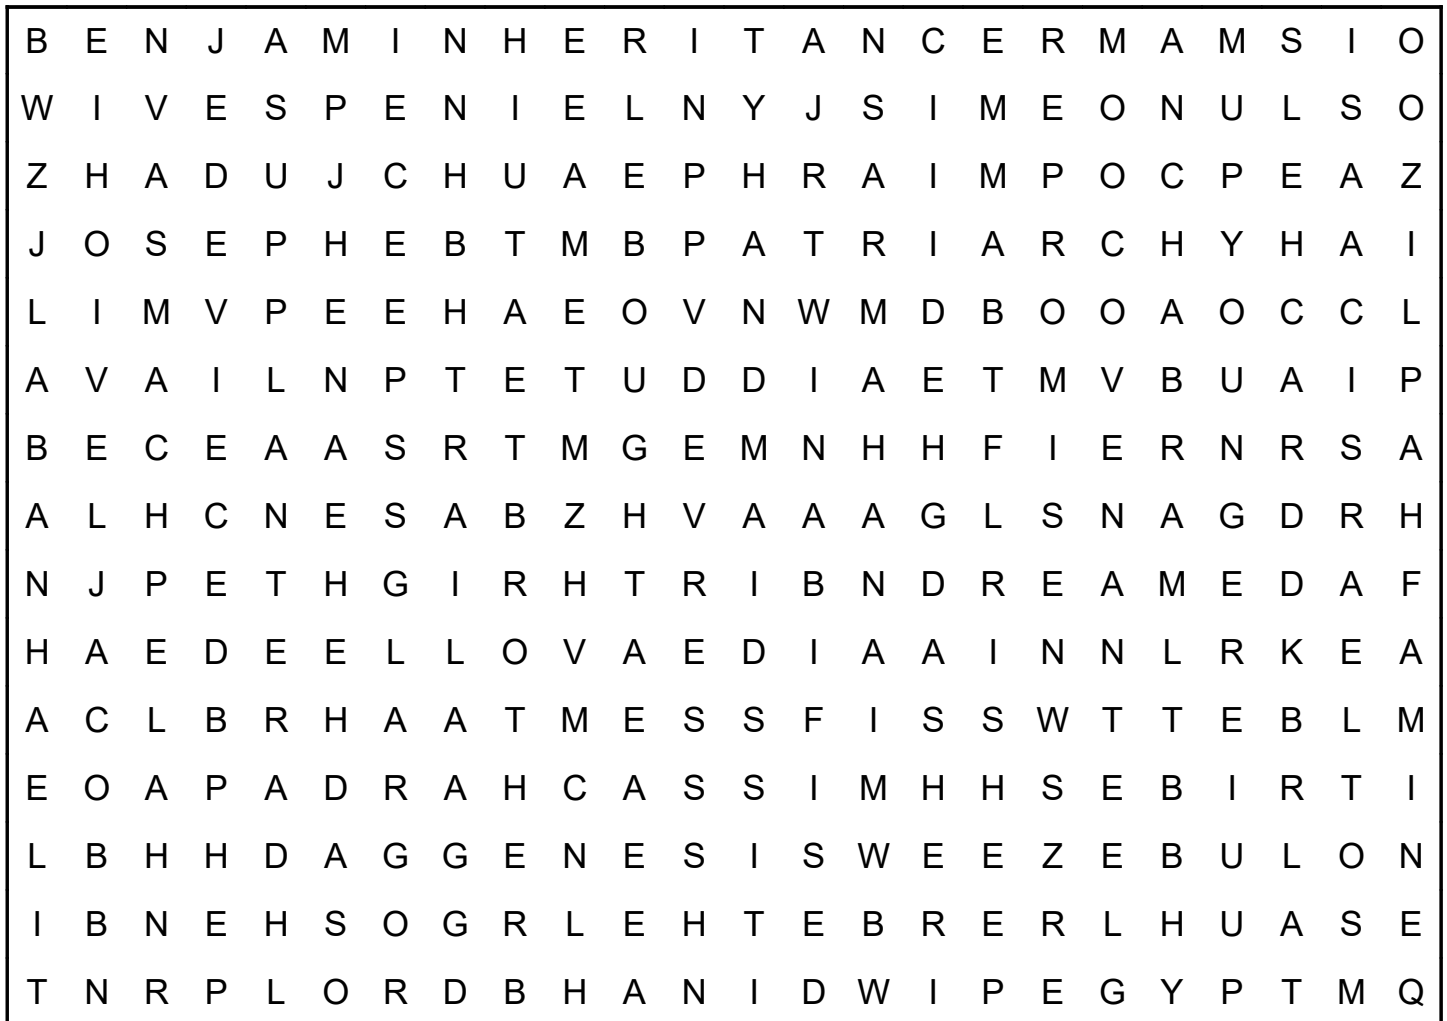 B E N J A M I N H E R I T A N C E R M A M S I O
W I V E S P E N I E L N Y J S I M E O N U L S O
Z H A D U J C H U A E P H R A I M P O C P E A Z
J O S E P H E B T M B P A T R I A R C H Y H A I
L I M V P E E H A E O V N W M D B O O A O C C L
A V A I L N P T E T U D D I A E T M V B U A I P
B E C E A A S R T M G E M N H H F I E R N R S A
A L H C N E S A B Z H V A A A G L S N A G D R H
N J P E T H G I R H T R I B N D R E A M E D A F
H A E D E E L L O V A E D I A A I N N L R K E A
A C L B R H A A T M E S S F I S S W T T E B L M
E O A P A D R A H C A S S I M H H S E B I R T I
L B H H D A G G E N E S I S W E E Z E B U L O N
I B N E H S O G R L E H T E B R E R L H U A S E
T N R P L O R D B H A N I D W I P E G Y P T M Q